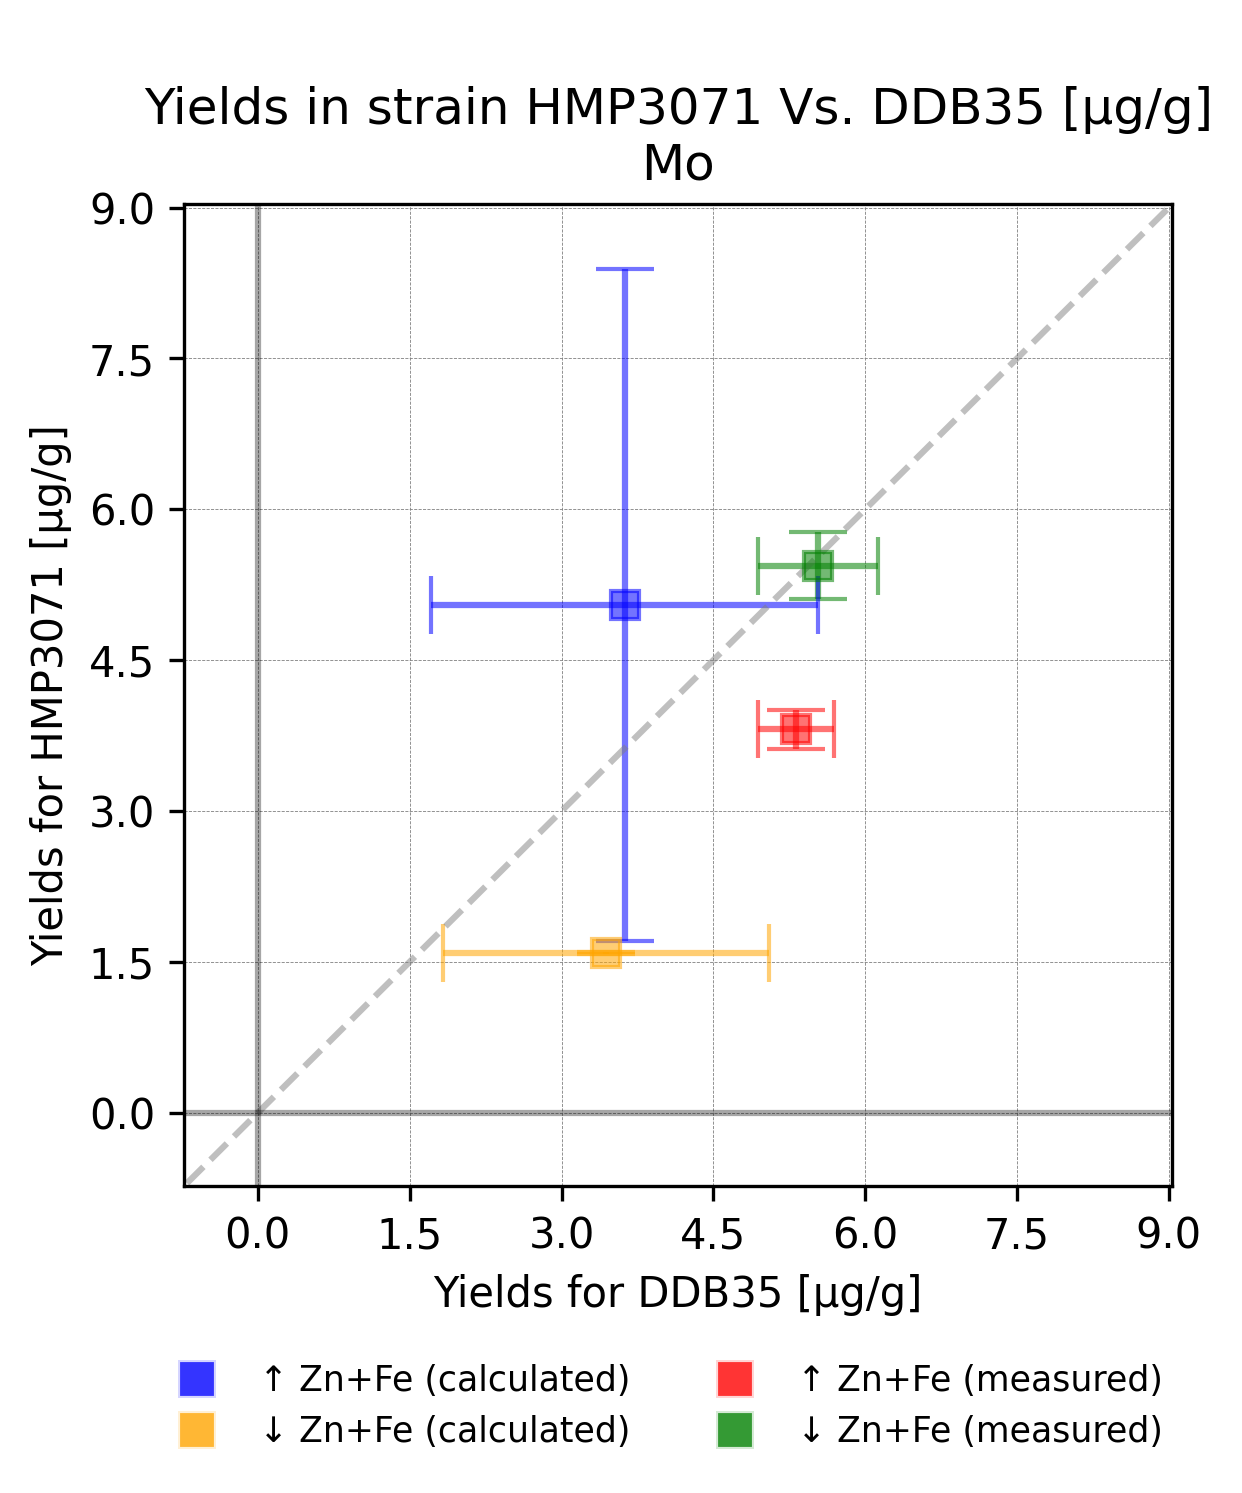 Yields in strain HMP3071 Vs. DDB35 [µg/g]
Mo
9.0
7.5
6.0
4.5
3.0
1.5
0.0
Yields for HMP3071 [µg/g]
0.0 1.5 3.0 4.5 6.0 7.5 9.0
Yields for DDB35 [µg/g]
↑ Zn+Fe (calculated)
↓ Zn+Fe (calculated)
↑ Zn+Fe (measured)
↓ Zn+Fe (measured)